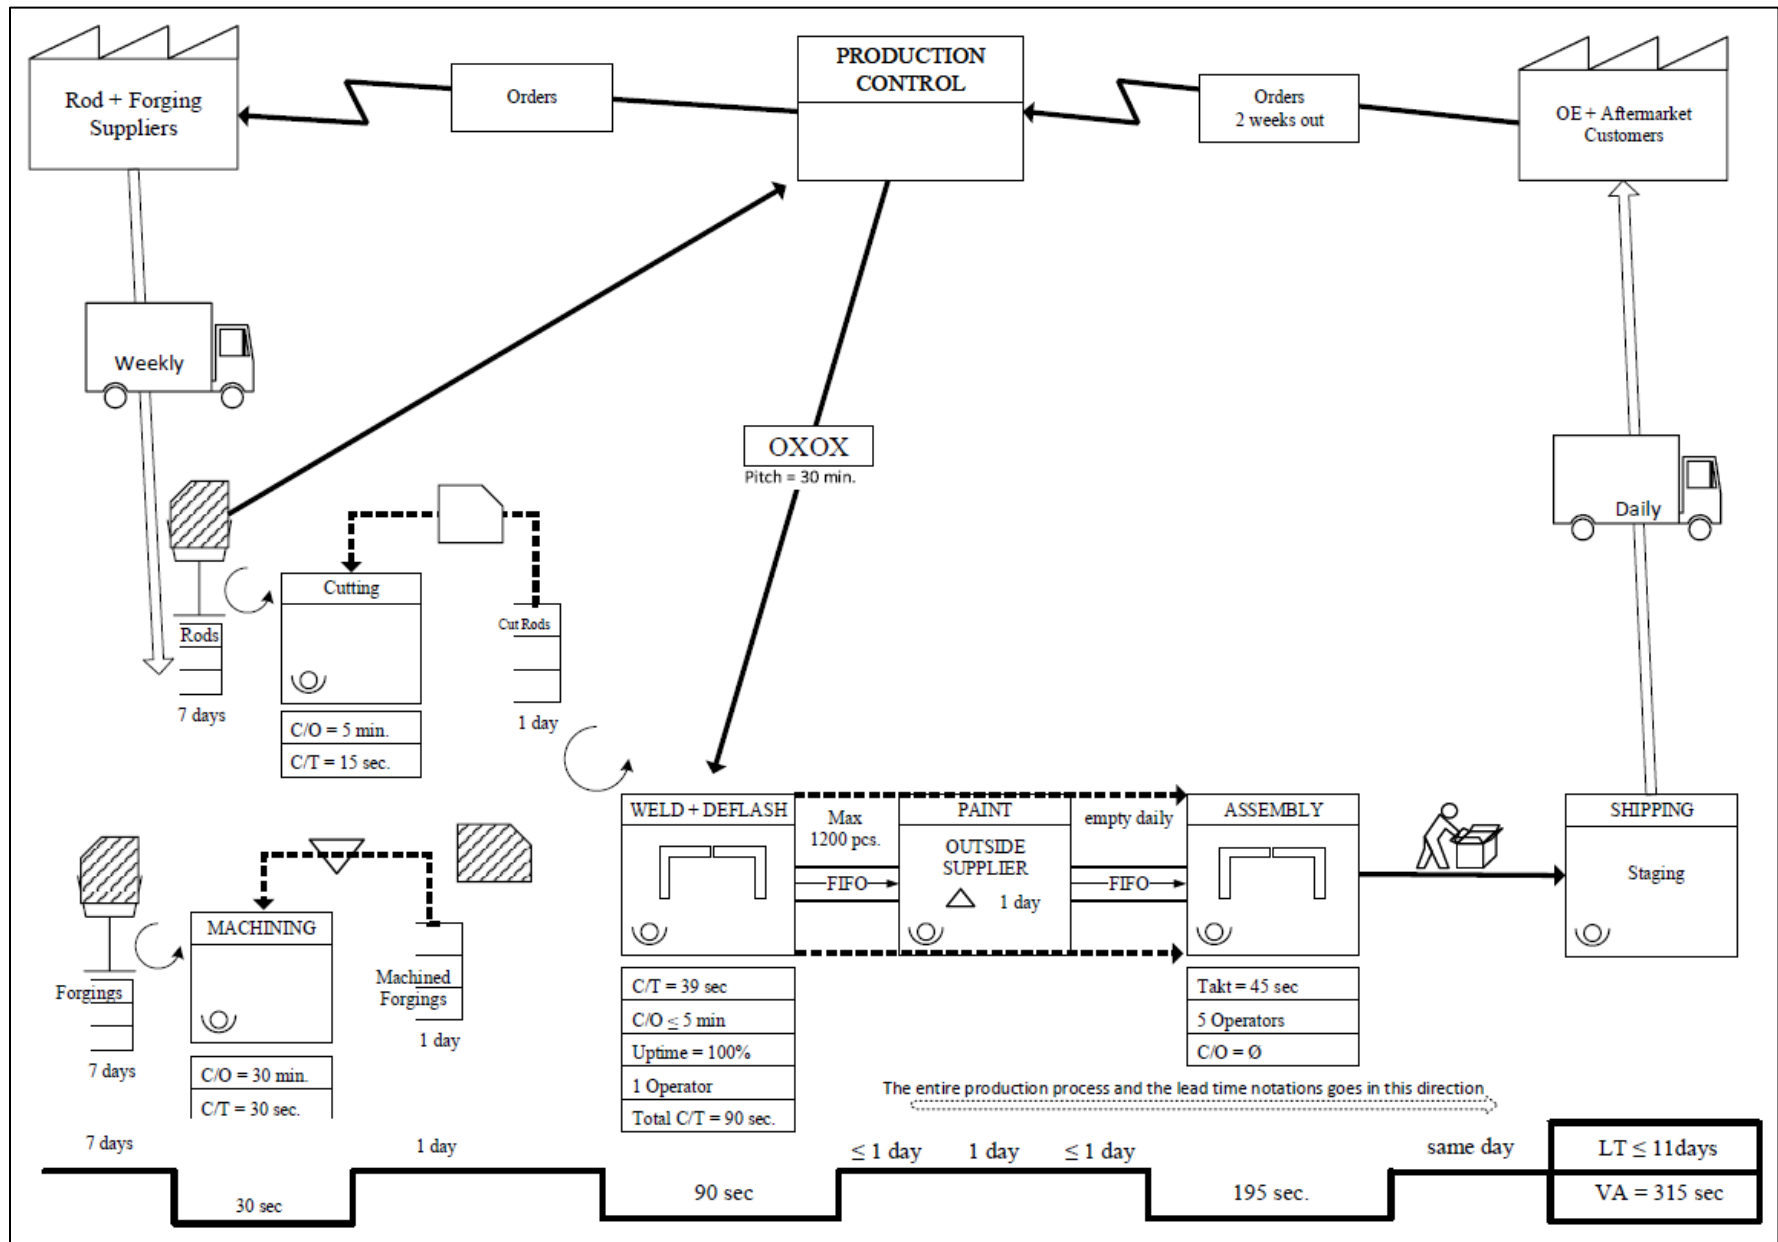 Rod + Forging
Suppliers
Orders
PRODUCTION
CONTROL
Orders
2 weeks out
OE + Aftermarket
Customers
Weekly
OXOX
Pitch = 30 min.
Daily
Cutting
Rods
Cut Rods
7 days
1 day
C/O = 5 min.
C/T = 15 sec.
WELD + DEFLASH
Max
1200 pcs.
PAINT
empty daily
ASSEMBLY
SHIPPING
OUTSIDE
SUPPLIER
FIFO
1 day
FIFO
Staging
MACHINING
Forgings
Machined
Forgings
7 days
1 day
C/O = 30 min.
C/T = 30 sec.
C/T = 39 sec
C/O ≤ 5 min
Uptime = 100%
1 Operator
Total C/T = 90 sec.
Takt = 45 sec
5 Operators
C/O = Ø
The entire production process and the lead time notations goes in this direction
7 days
1 day
≤ 1 day
1 day
≤ 1 day
same day
LT ≤ 11days
30 sec
90 sec
195 sec.
VA = 315 sec